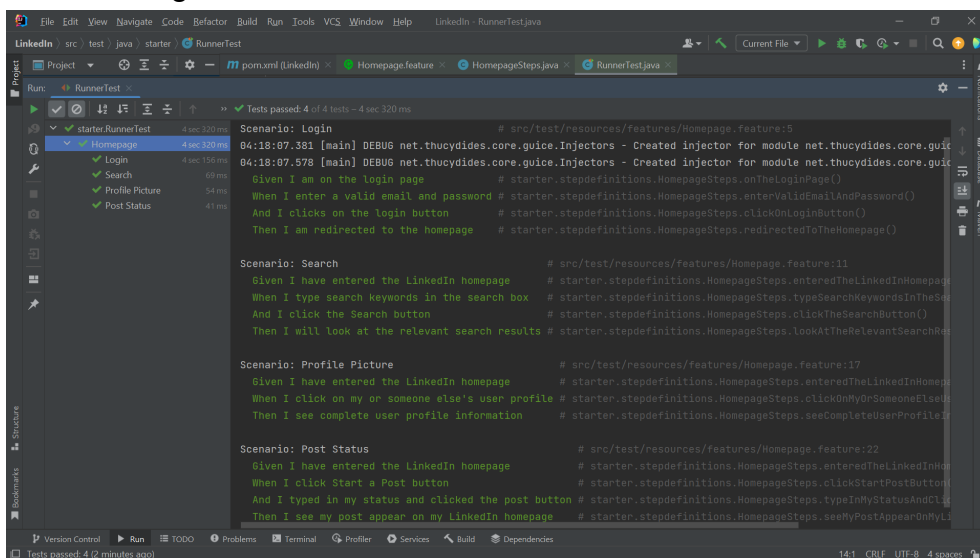 File Edit View Navigate Code Refactor Build Run Tools VCS Window Help LinkedIn - RunnerTest.java
LinkedIn src test java starter RunnerTest Current File
Project pom.xml (LinkedIn) Homepage.feature HomepageSteps.java RunnerTest.java
Run: RunnerTest
Tests passed: 4 of 4 tests – 4 sec 320 ms
starter.RunnerTest 4 sec 320 ms
Homepage 4 sec 320 ms
Login 4 sec 156 ms
Search 69 ms
Profile Picture 54 ms
Post Status 41 ms
Scenario: Login # src/test/resources/features/Homepage.feature:5
04:18:07.381 [main] DEBUG net.thucydides.core.guice.Injectors - Created injector for module net.thucydides.core.guic
04:18:07.578 [main] DEBUG net.thucydides.core.guice.Injectors - Created injector for module net.thucydides.core.guic
Given I am on the login page # starter.stepdefinitions.HomepageSteps.onTheLoginPage()
When I enter a valid email and password # starter.stepdefinitions.HomepageSteps.enterValidEmailAndPassword()
And I clicks on the login button # starter.stepdefinitions.HomepageSteps.clickOnLoginButton()
Then I am redirected to the homepage # starter.stepdefinitions.HomepageSteps.redirectedToTheHomepage()
Scenario: Search # src/test/resources/features/Homepage.feature:11
Given I have entered the LinkedIn homepage # starter.stepdefinitions.HomepageSteps.enteredTheLinkedInHomepage
When I type search keywords in the search box # starter.stepdefinitions.HomepageSteps.typeSearchKeywordsInTheSea
And I click the Search button # starter.stepdefinitions.HomepageSteps.clickTheSearchButton()
Then I will look at the relevant search results # starter.stepdefinitions.HomepageSteps.lookAtTheRelevantSearchRes
Scenario: Profile Picture # src/test/resources/features/Homepage.feature:17
Given I have entered the LinkedIn homepage # starter.stepdefinitions.HomepageSteps.enteredTheLinkedInHomepa
When I click on my or someone else's user profile # starter.stepdefinitions.HomepageSteps.clickOnMyOrSomeoneElseUs
Then I see complete user profile information # starter.stepdefinitions.HomepageSteps.seeCompleteUserProfileIn
Scenario: Post Status # src/test/resources/features/Homepage.feature:22
Given I have entered the LinkedIn homepage # starter.stepdefinitions.HomepageSteps.enteredTheLinkedInHom
When I click Start a Post button # starter.stepdefinitions.HomepageSteps.clickStartPostButton(
And I typed in my status and clicked the post button # starter.stepdefinitions.HomepageSteps.typeInMyStatusAndClic
Then I see my post appear on my LinkedIn homepage # starter.stepdefinitions.HomepageSteps.seeMyPostAppearOnMyLi
Project
Structure
Bookmarks
Version Control Run TODO Problems Terminal Profiler Services Build Dependencies
Tests passed: 4 (2 minutes ago) 14:1 CRLF UTF-8 4 spaces